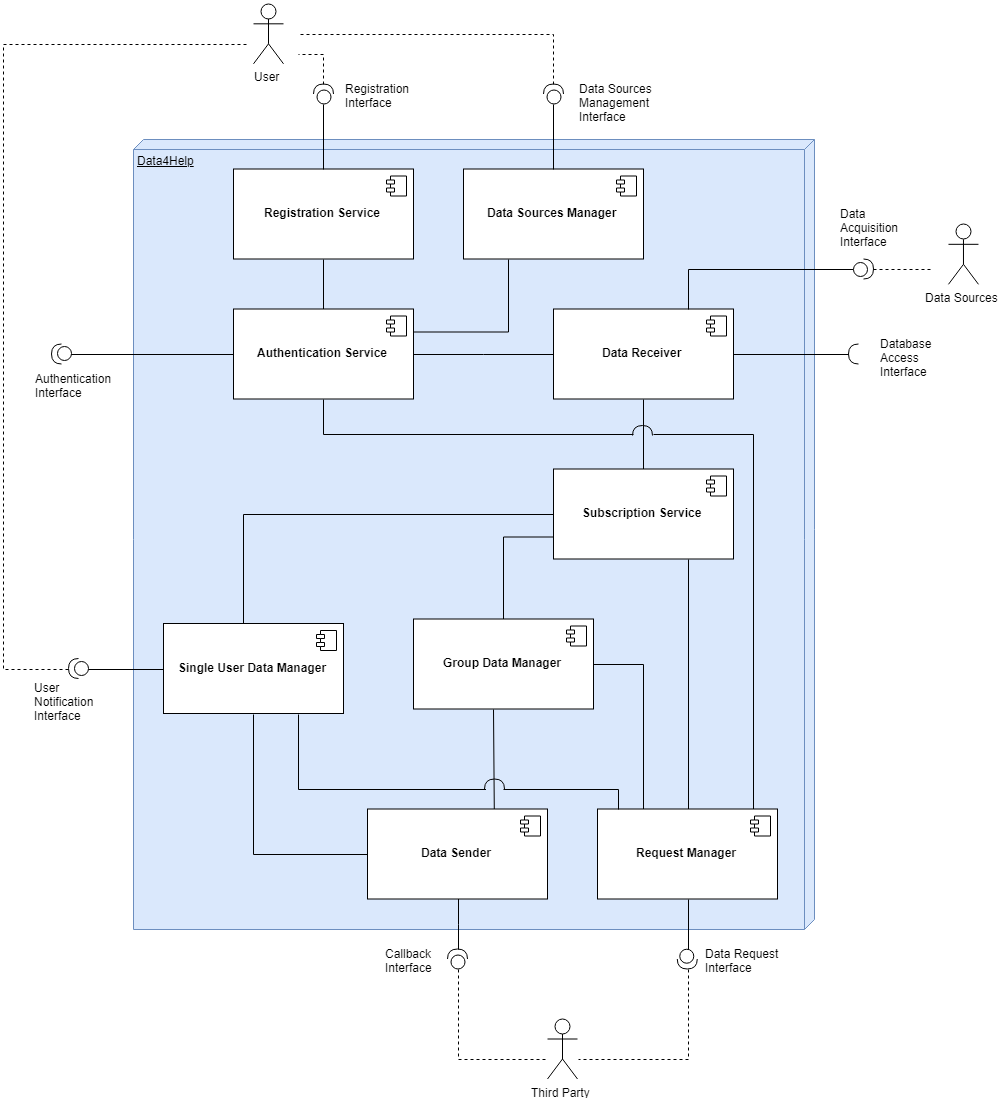 User
Registration
Interface
Data Sources
Management
Interface
Data4Help
Registration Service
Data Sources Manager
Data
Acquisition
Interface
Data Sources
Authentication Service
Data Receiver
Database
Access
Interface
Authentication
Interface
Subscription Service
Single User Data Manager
Group Data Manager
User
Notification
Interface
Data Sender
Request Manager
Callback
Interface
Data Request
Interface
Third Party